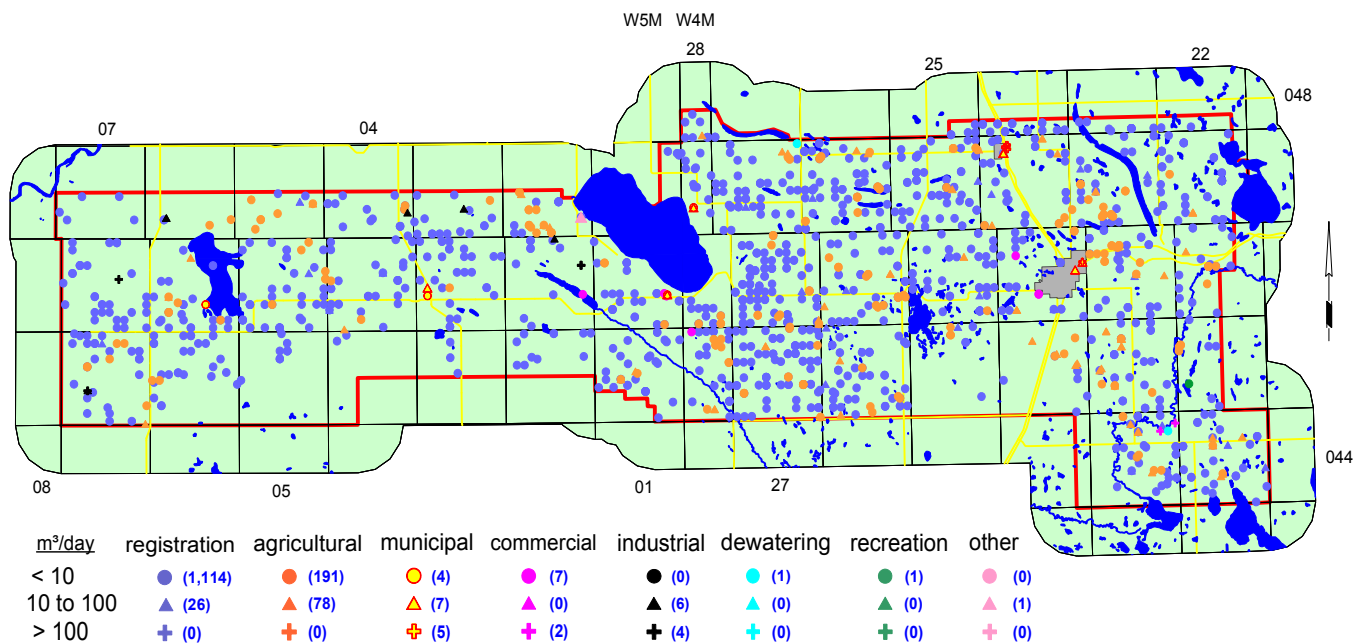 W5M W4M
28
25
22
048
07
04
044
08
05
01
27
m³/day registration agricultural municipal commercial industrial dewatering recreation other
< 10 (1,114) (191) (4) (7) (0) (1) (1) (0)
10 to 100 (26) (78) (7) (0) (6) (0) (0) (1)
> 100 (0) (0) (5) (2) (4) (0) (0) (0)